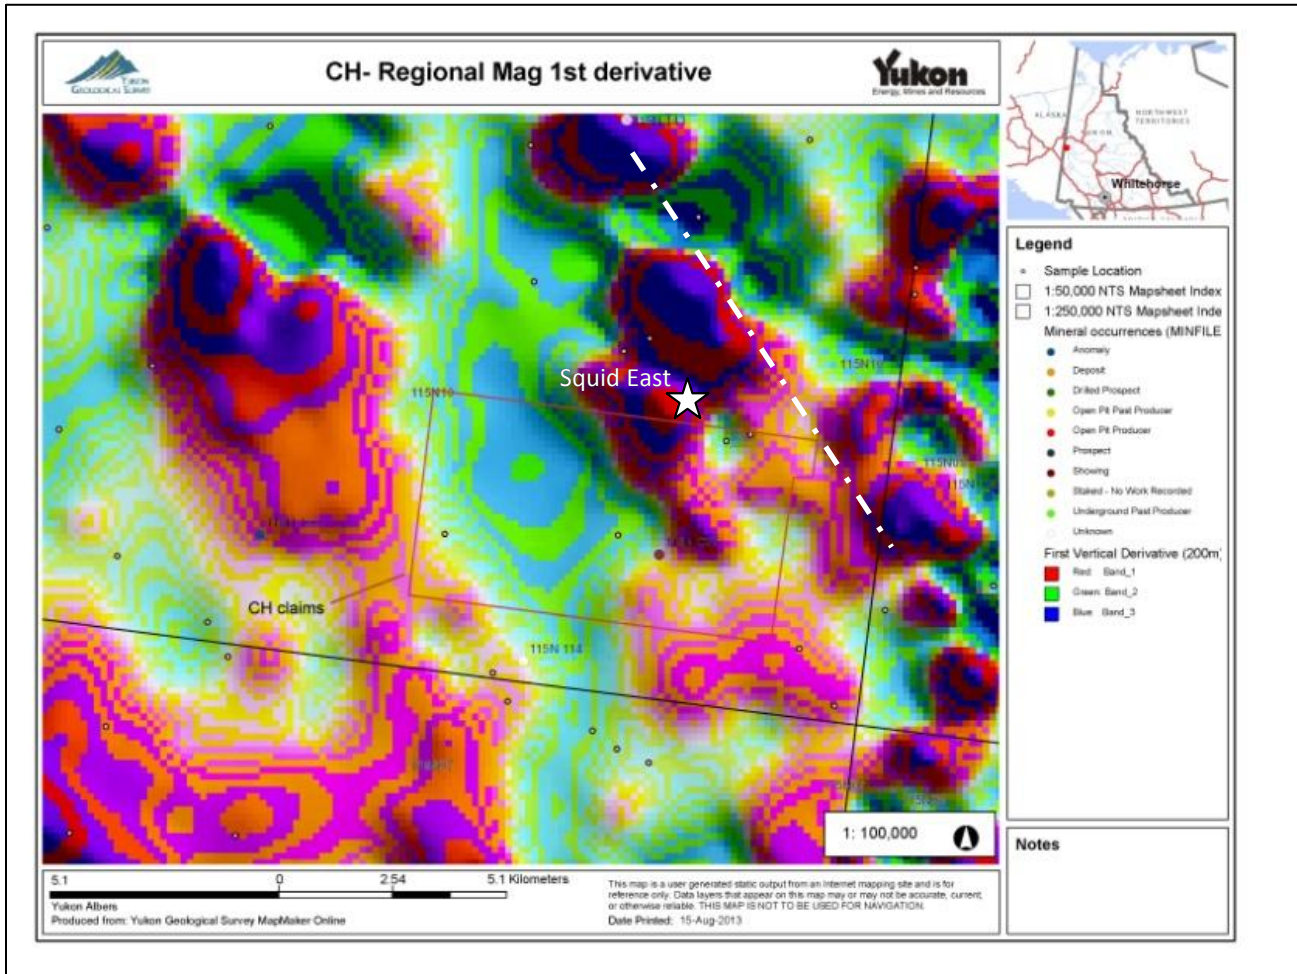 YUKON
GEOLOGICAL SURVEY
CH- Regional Mag 1st derivative
Yukon
Energy, Mines and Resources
ALASKA
YUKON
NORTHWEST
TERRITORIES
Whitehorse
Squid East
115N10
115N10
CH claims
115N 114
Legend
Sample Location
1:50,000 NTS Mapsheet Index
1:250,000 NTS Mapsheet Inde
Mineral occurrences (MINFILE
Anomaly
Deposit
Drilled Prospect
Open Pit Past Producer
Open Pit Producer
Prospect
Showing
Staked - No Work Recorded
Underground Past Producer
Unknown
First Vertical Derivative (200m)
Red: Band_1
Green: Band_2
Blue: Band_3
1: 100,000
Notes
5.1 0 2.54 5.1 Kilometers
Yukon Albers
Produced from: Yukon Geological Survey MapMaker Online
This map is a user generated static output from an Internet mapping site and is for
reference only. Data layers that appear on this map may or may not be accurate, current,
or otherwise reliable. THIS MAP IS NOT TO BE USED FOR NAVIGATION.
Date Printed: 15-Aug-2013